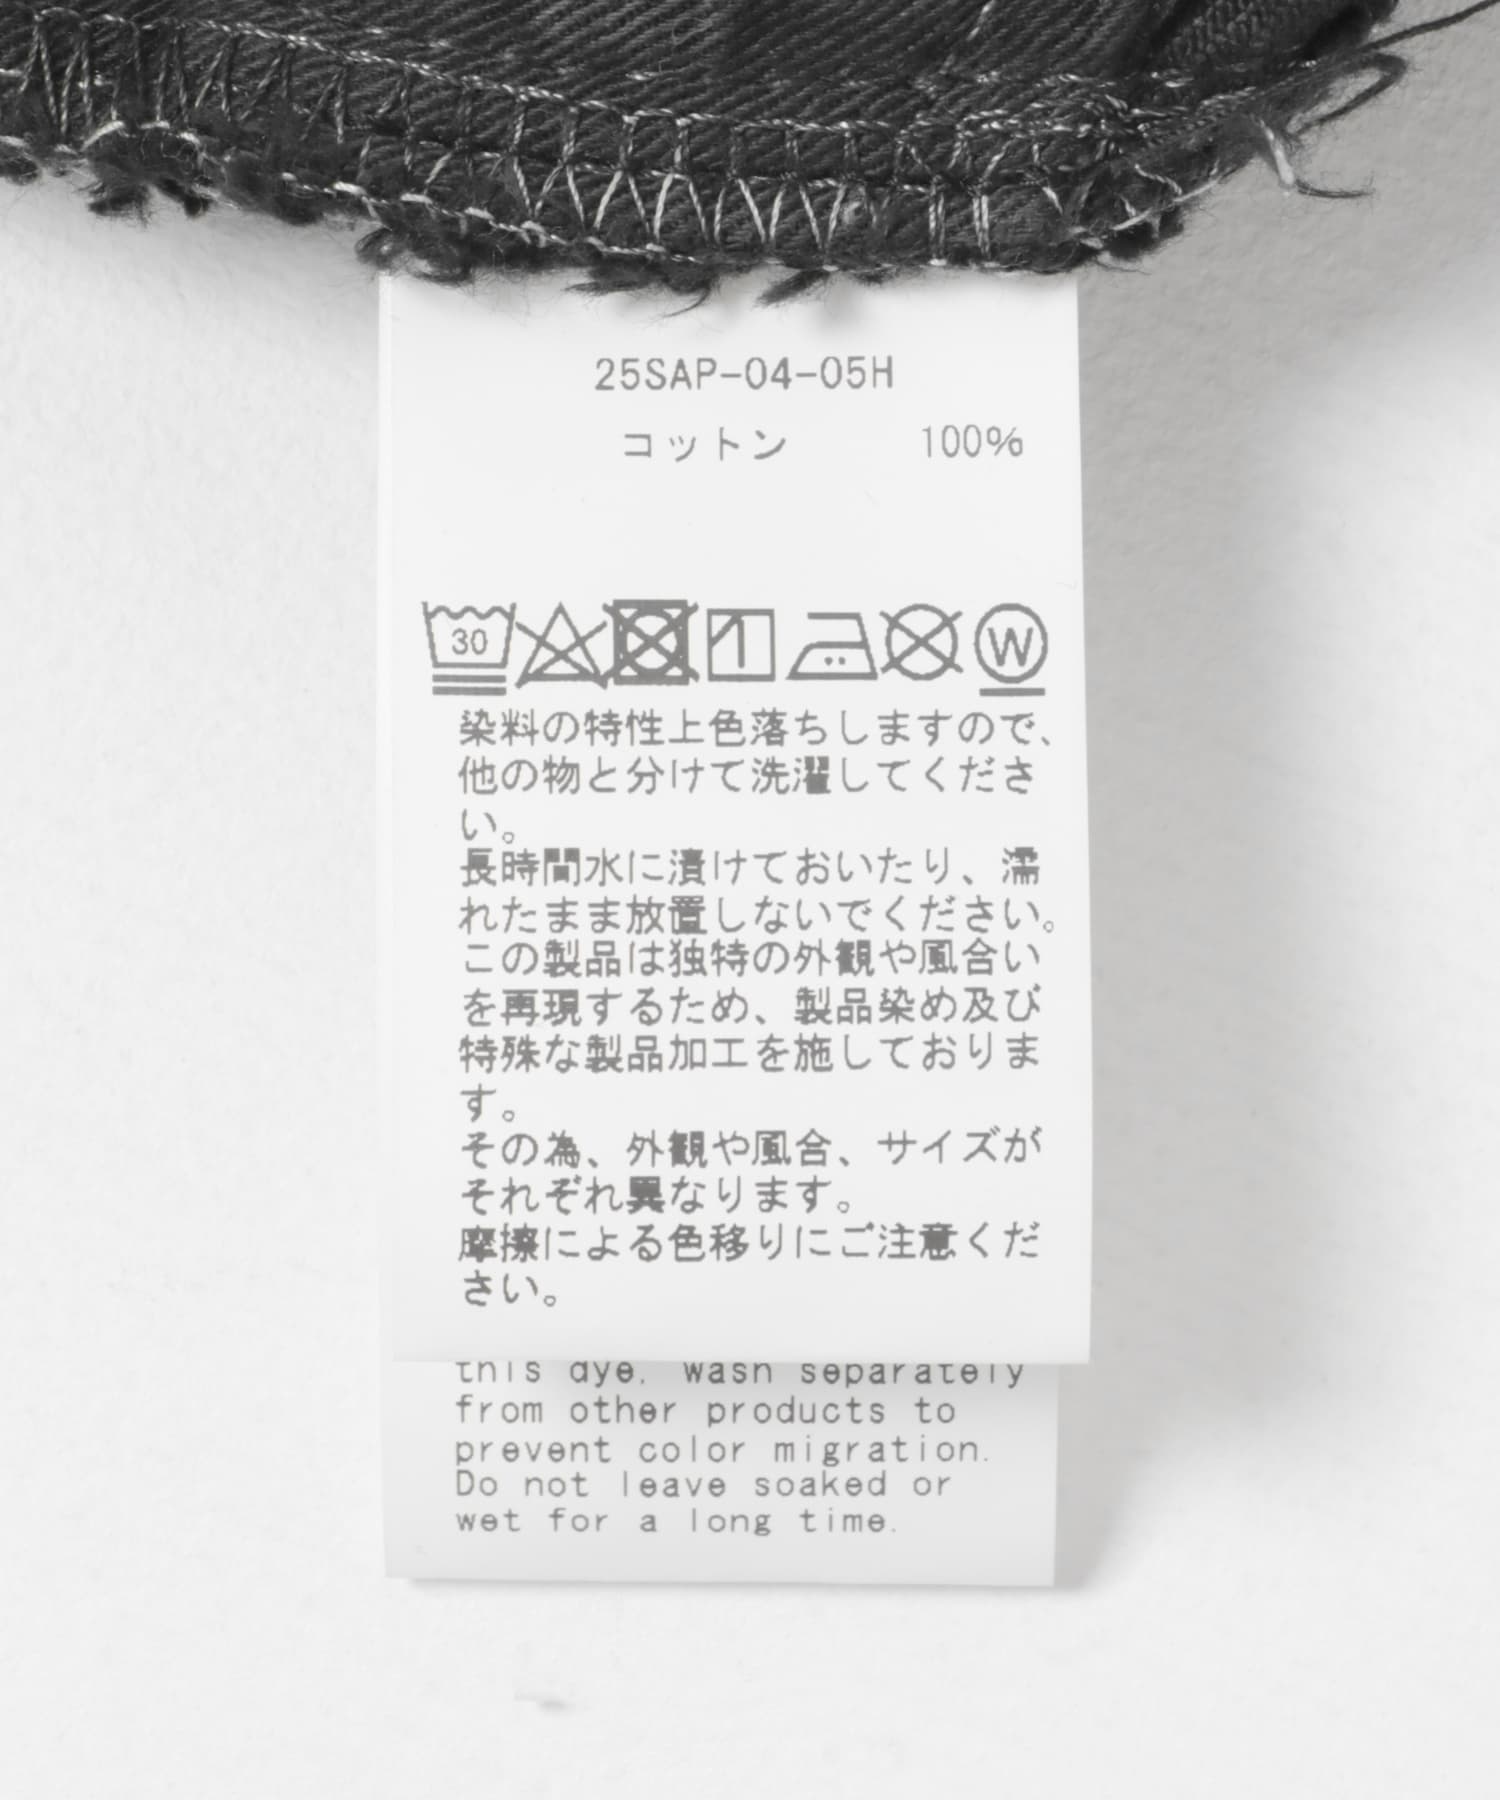 25SAP-04-05H
コットン 100%
30
W
染料の特性上色落ちしますので、
他の物と分けて洗濯してくださ
い。
長時間水に漬けておいたり、濡
れたまま放置しないでください。
この製品は独特の外観や風合い
を再現するため、製品染め及び
特殊な製品加工を施しておりま
す。
その為、外観や風合、サイズが
それぞれ異なります。
摩擦による色移りにご注意くだ
さい。
this dye. Wash separately
from other products to
prevent color migration.
Do not leave soaked or
wet for a long time.